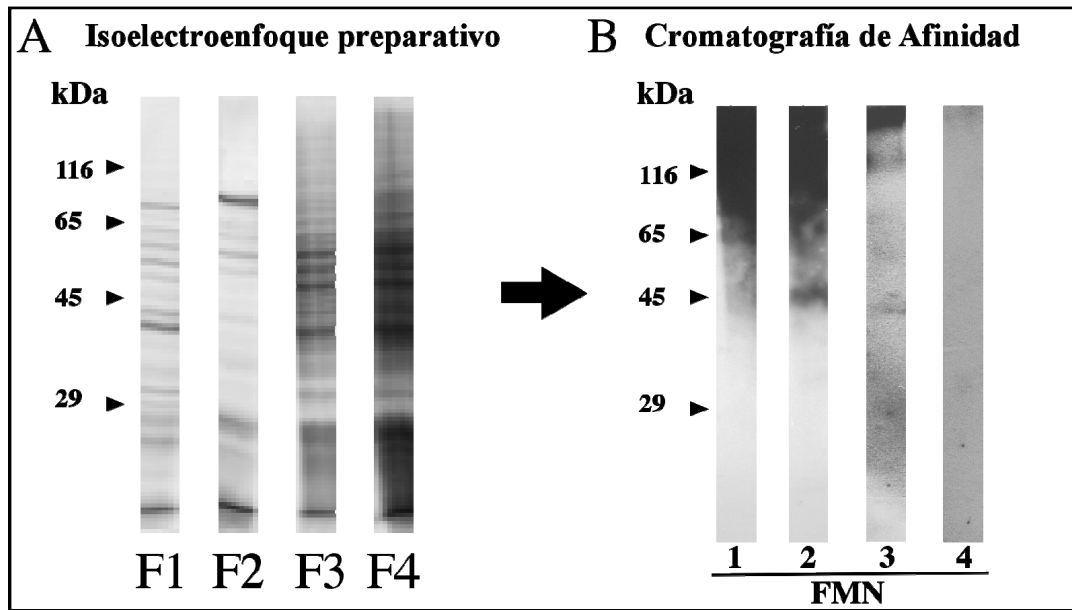 A Isoelectroenfoque preparativo
kDa
116
65
45
29
F1 F2 F3 F4
B Cromatografía de Afinidad
kDa
116
65
45
29
1 2 3 4
FMN